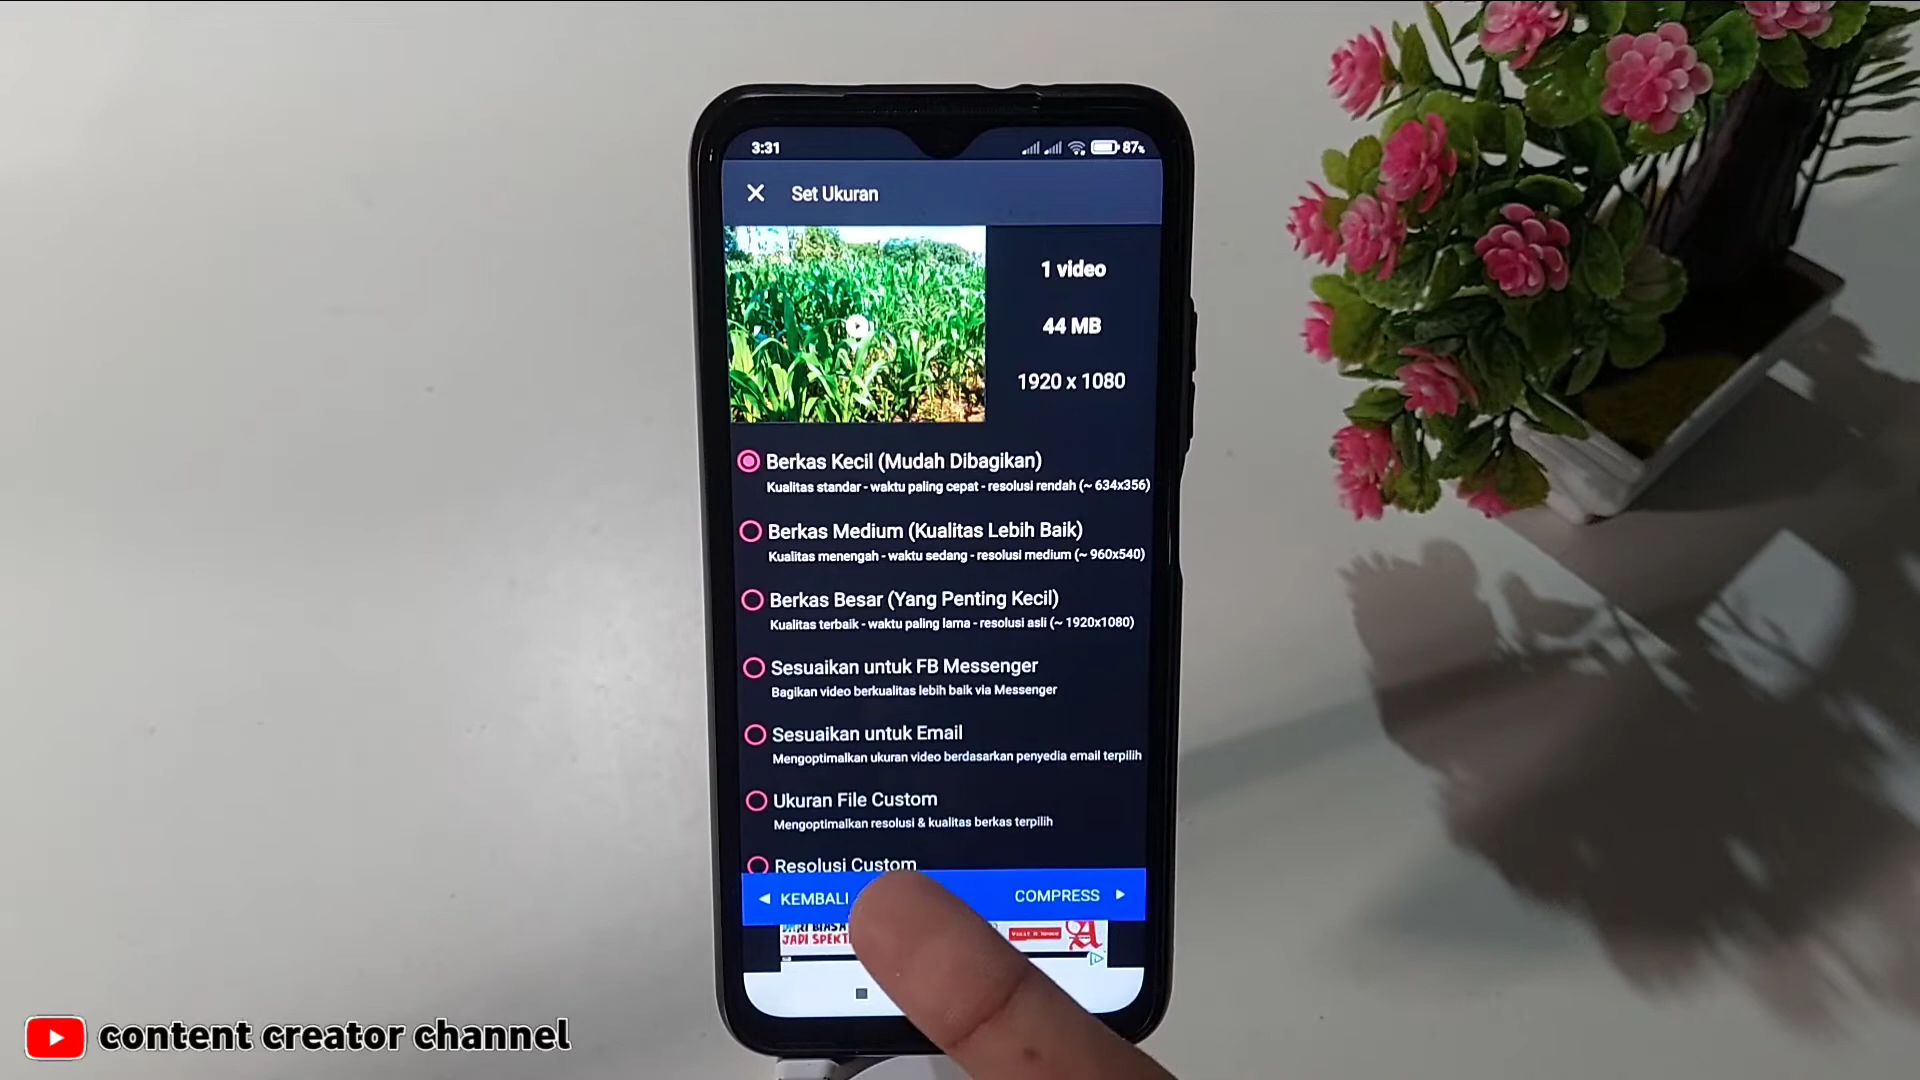 3:31
87%
Set Ukuran
1 video
44 MB
1920 x 1080
Berkas Kecil (Mudah Dibagikan)
Kualitas standar - waktu paling cepat - resolusi rendah (~ 634x356)
Berkas Medium (Kualitas Lebih Baik)
Kualitas menengah - waktu sedang - resolusi medium (~ 960x540)
Berkas Besar (Yang Penting Kecil)
Kualitas terbaik - waktu paling lama - resolusi asli (~ 1920x1080)
Sesuaikan untuk FB Messenger
Bagikan video berkualitas lebih baik via Messenger
Sesuaikan untuk Email
Mengoptimalkan ukuran video berdasarkan penyedia email terpilih
Ukuran File Custom
Mengoptimalkan resolusi & kualitas berkas terpilih
Resolusi Custom
KEMBALI
COMPRESS
DARI BIASA
JADI SPEKT
content creator channel